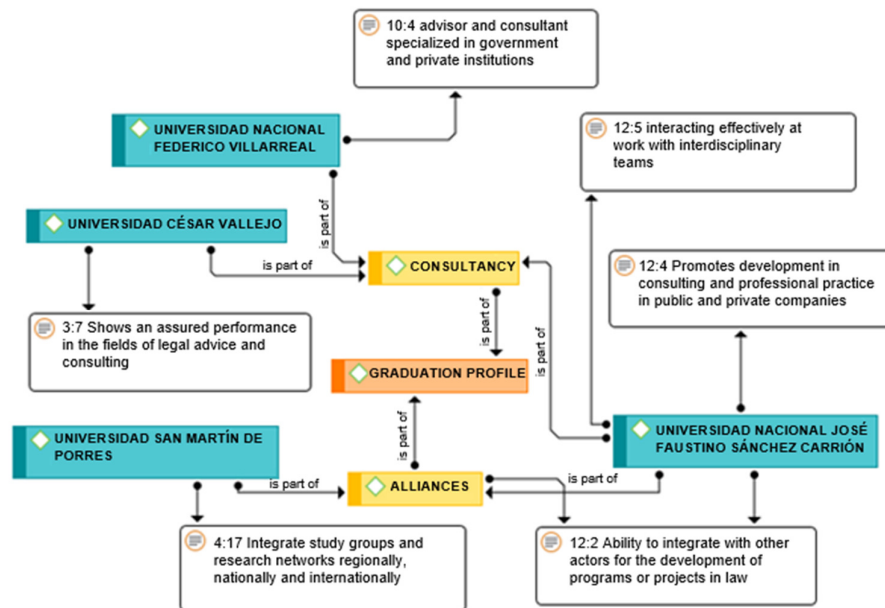 10:4 advisor and consultant
specialized in government
and private institutions
UNIVERSIDAD NACIONAL
FEDERICO VILLARREAL
12:5 interacting effectively at
work with interdisciplinary
teams
is part of
UNIVERSIDAD CÉSAR VALLEJO
is part of
CONSULTANCY
12:4 Promotes development in
consulting and professional practice
in public and private companies
3:7 Shows an assured performance
in the fields of legal advice and
consulting
is part of
is part of
GRADUATION PROFILE
UNIVERSIDAD SAN MARTÍN DE
PORRES
is part of
UNIVERSIDAD NACIONAL JOSÉ
FAUSTINO SÁNCHEZ CARRIÓN
is part of
ALLIANCES
is part of
4:17 Integrate study groups and
research networks regionally,
nationally and internationally
12:2 Ability to integrate with other
actors for the development of
programs or projects in law